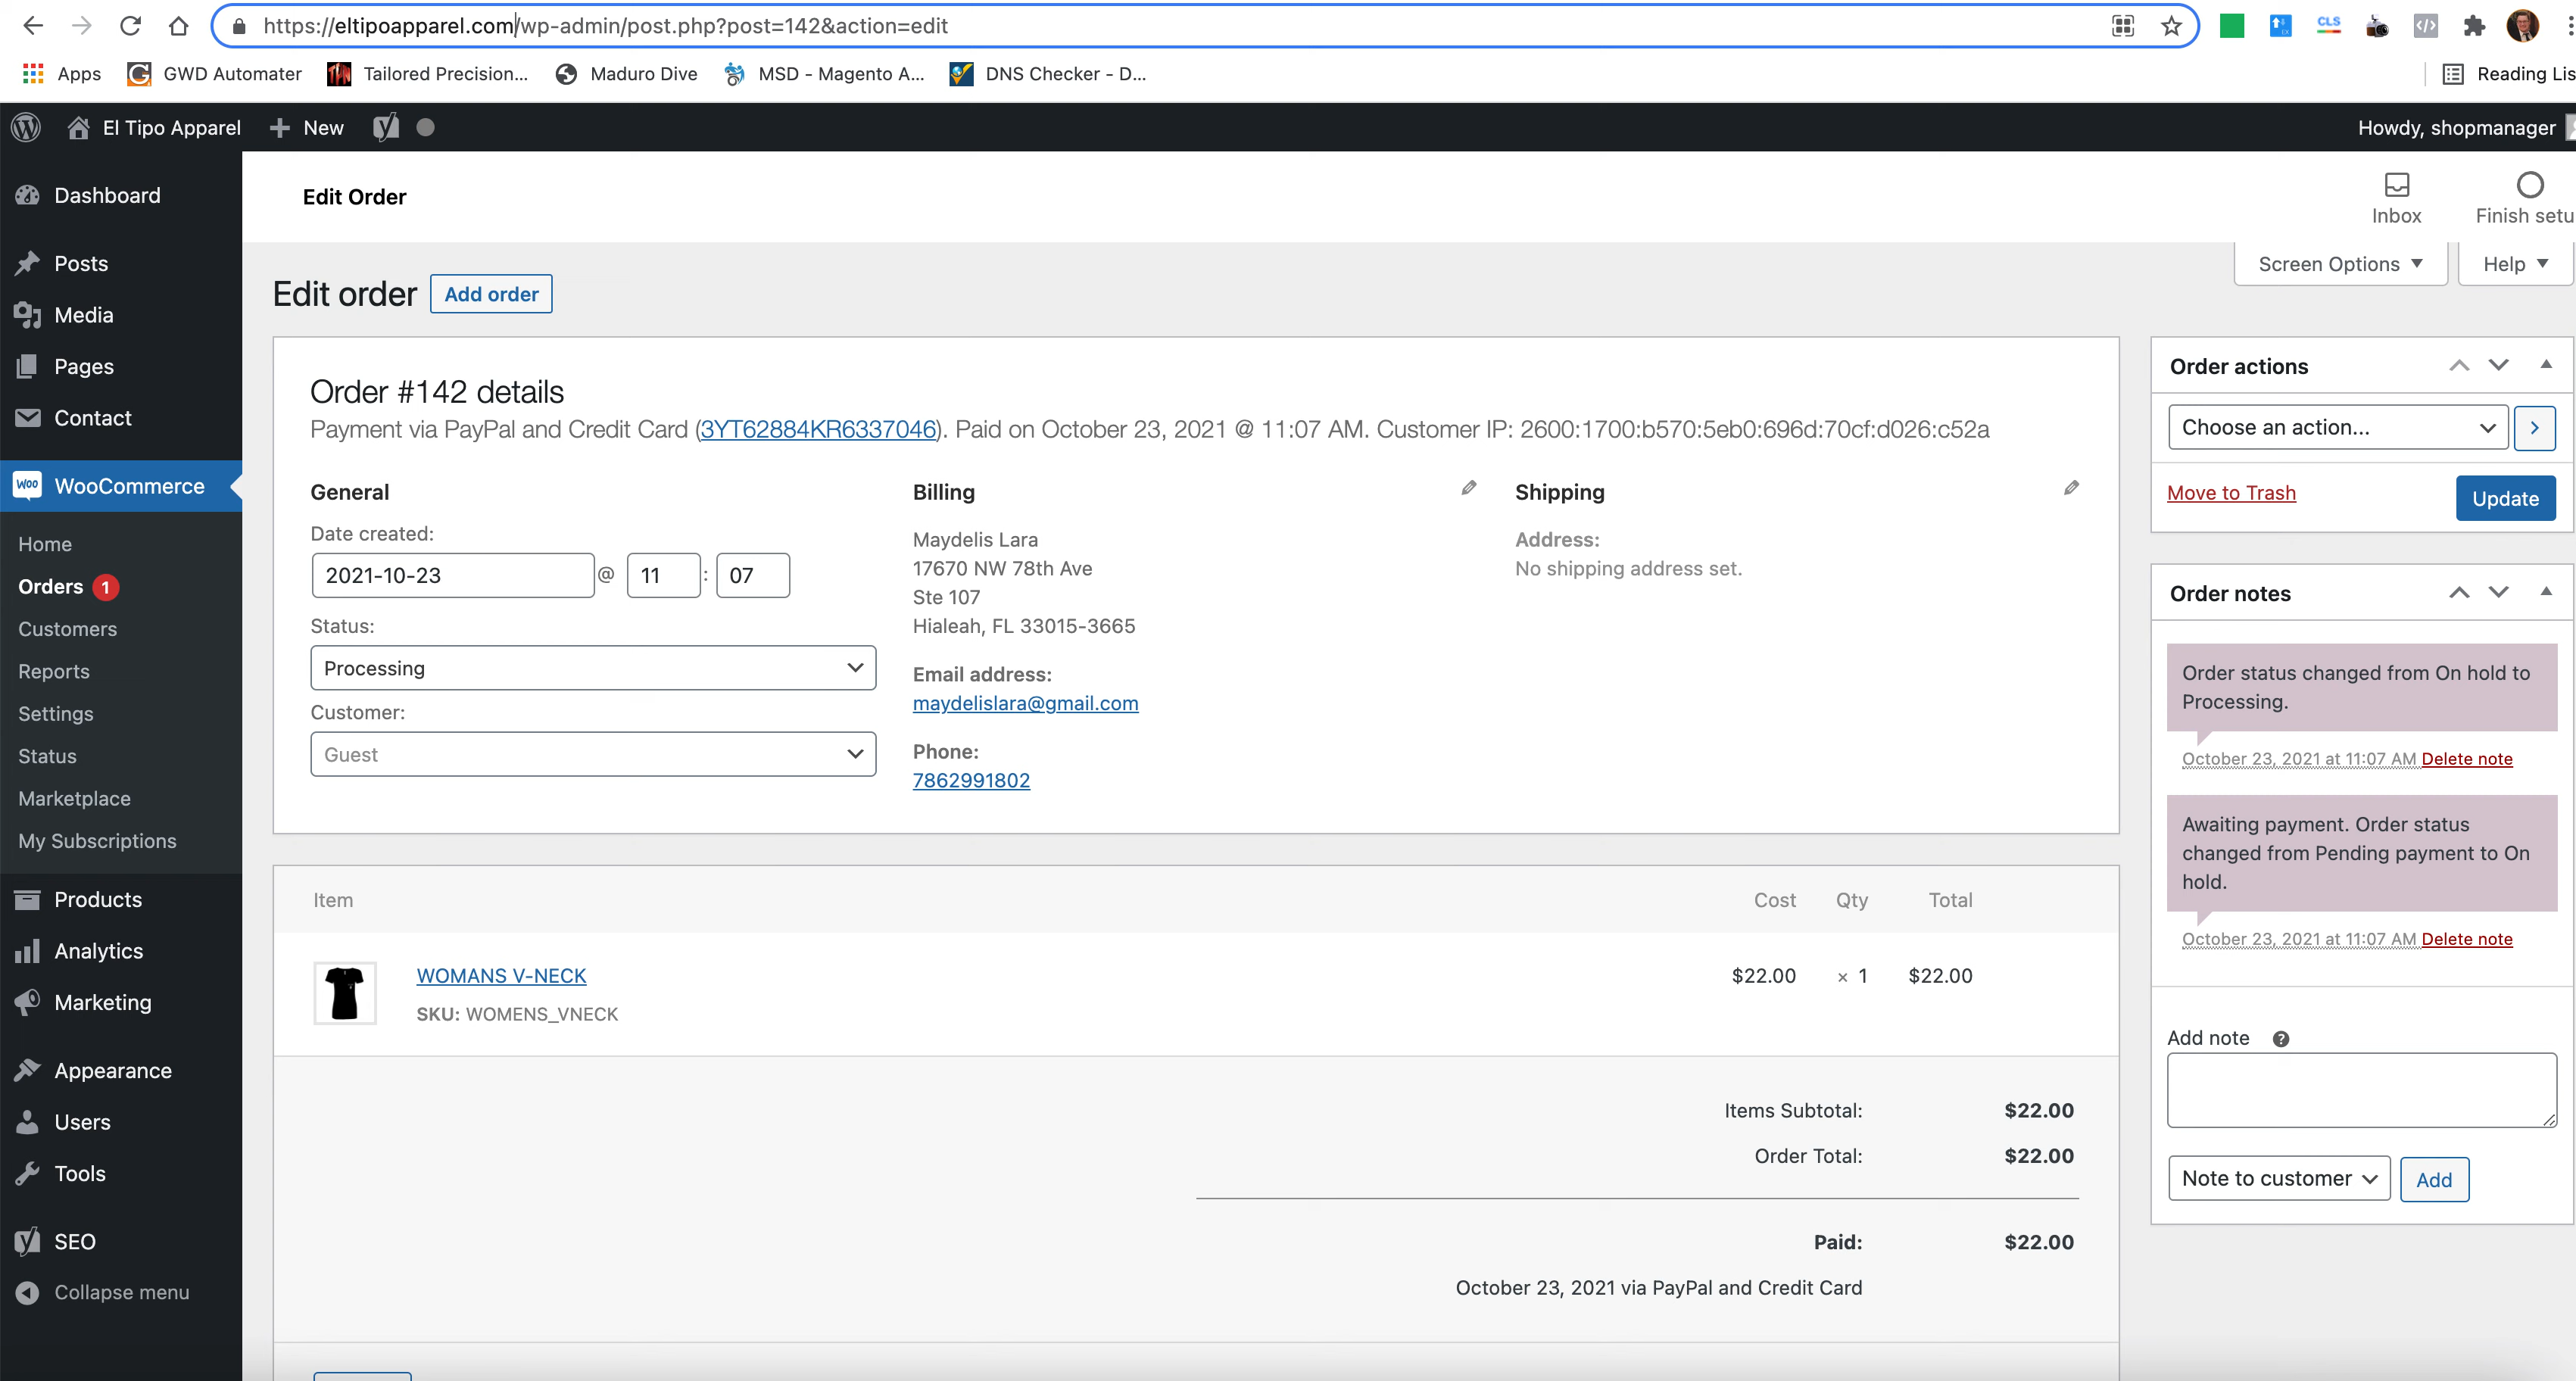 https://eltipoapparel.com/wp-admin/post.php?post=142&action=edit
CLS
Apps
GWD Automater
Tailored Precision...
Maduro Dive
MSD - Magento A...
DNS Checker - D...
Reading Lis
El Tipo Apparel
New
Howdy, shopmanager
Dashboard
Posts
Media
Pages
Contact
WooCommerce
Home
Orders 1
Customers
Reports
Settings
Status
Marketplace
My Subscriptions
Products
Analytics
Marketing
Appearance
Users
Tools
SEO
Collapse menu
Edit Order
Inbox
Finish setu
Screen Options
Help
Edit order
Add order
Order #142 details
Payment via PayPal and Credit Card (3YT62884KR6337046). Paid on October 23, 2021 @ 11:07 AM. Customer IP: 2600:1700:b570:5eb0:696d:70cf:d026:c52a
General
Date created:
2021-10-23 @ 11 : 07
Status:
Processing
Customer:
Guest
Billing
Maydelis Lara
17670 NW 78th Ave
Ste 107
Hialeah, FL 33015-3665
Email address:
maydelislara@gmail.com
Phone:
7862991802
Shipping
Address:
No shipping address set.
Item Cost Qty Total
WOMANS V-NECK $22.00 × 1 $22.00
SKU: WOMENS_VNECK
Items Subtotal: $22.00
Order Total: $22.00
Paid: $22.00
October 23, 2021 via PayPal and Credit Card
Order actions
Choose an action...
Move to Trash
Update
Order notes
Order status changed from On hold to
Processing.
October 23, 2021 at 11:07 AM Delete note
Awaiting payment. Order status
changed from Pending payment to On
hold.
October 23, 2021 at 11:07 AM Delete note
Add note
Note to customer
Add